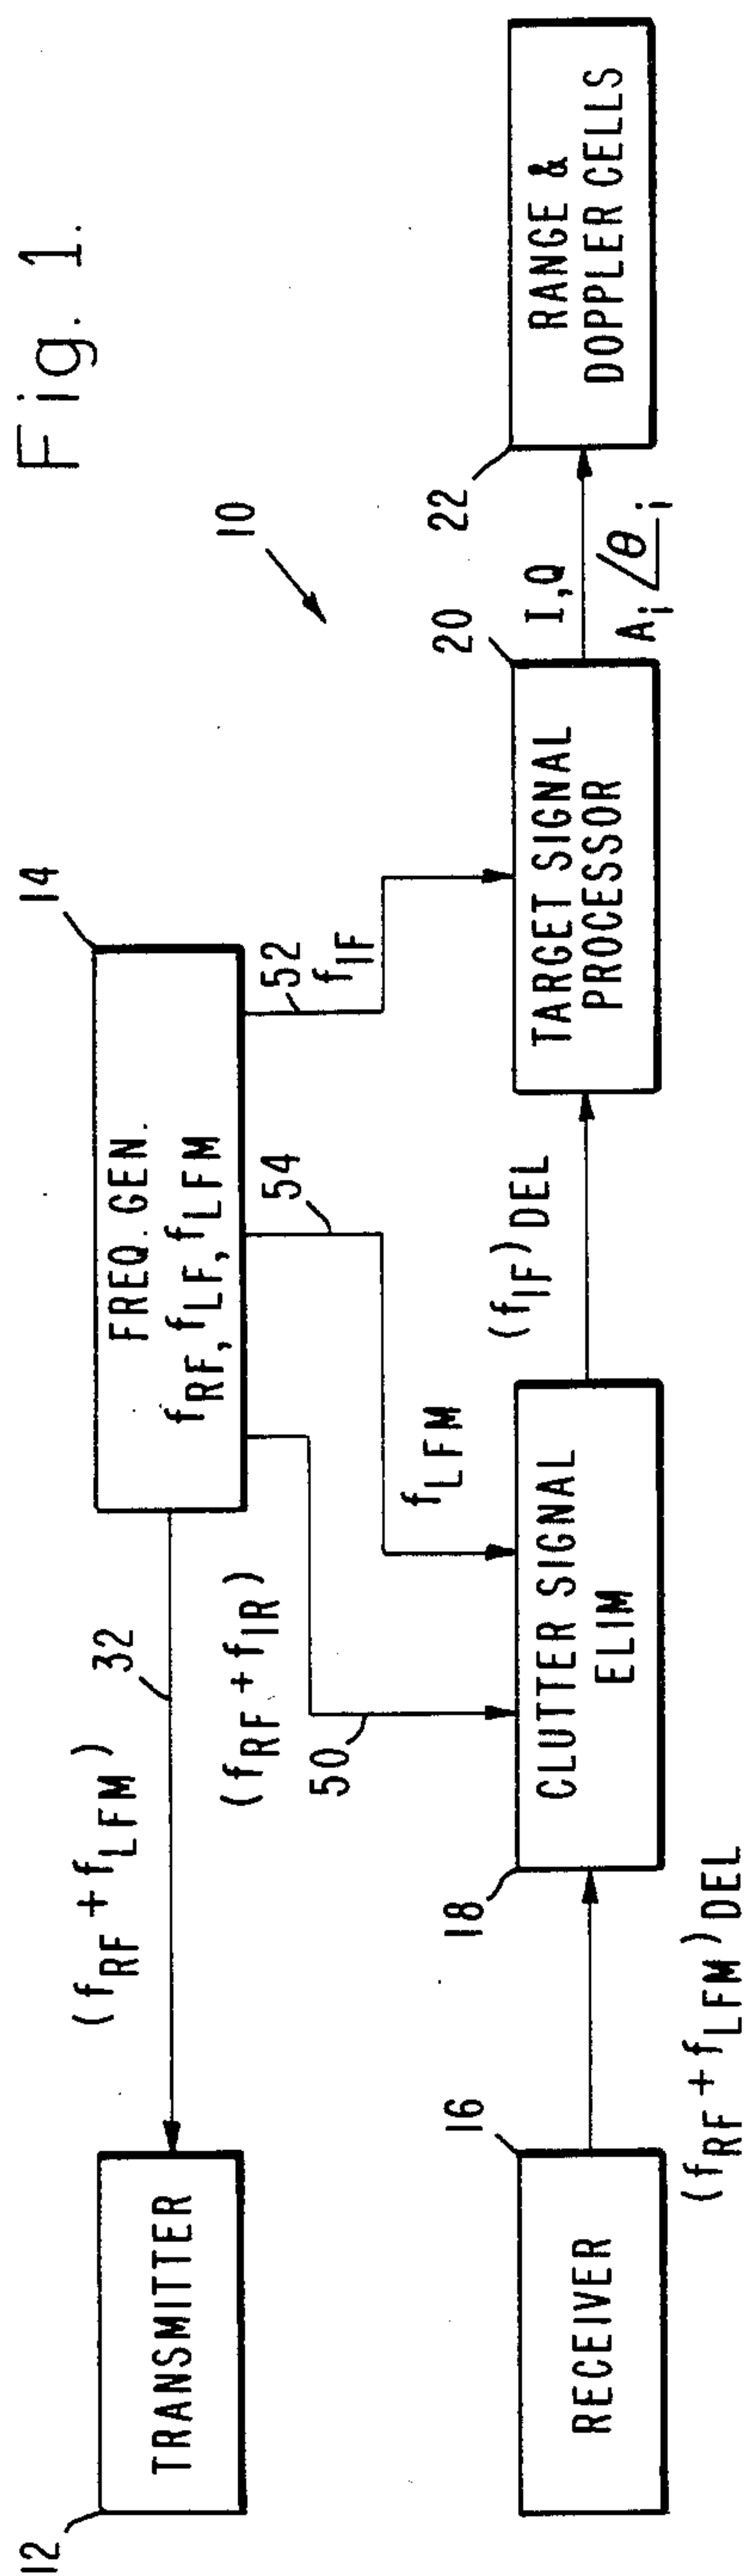 Fig. 1.
10
12
TRANSMITTER
(fRF + fLFM)
32
14
FREQ. GEN.
fRF, fLF, fLFM
(fRF + fIR)
50
54
fLFM
52
fIF
16
RECEIVER
(fRF + fLFM) DEL
18
CLUTTER SIGNAL
ELIM
(fIF) DEL
20
TARGET SIGNAL
PROCESSOR
I,Q
Ai /θi
22
RANGE &
DOPPLER CELLS